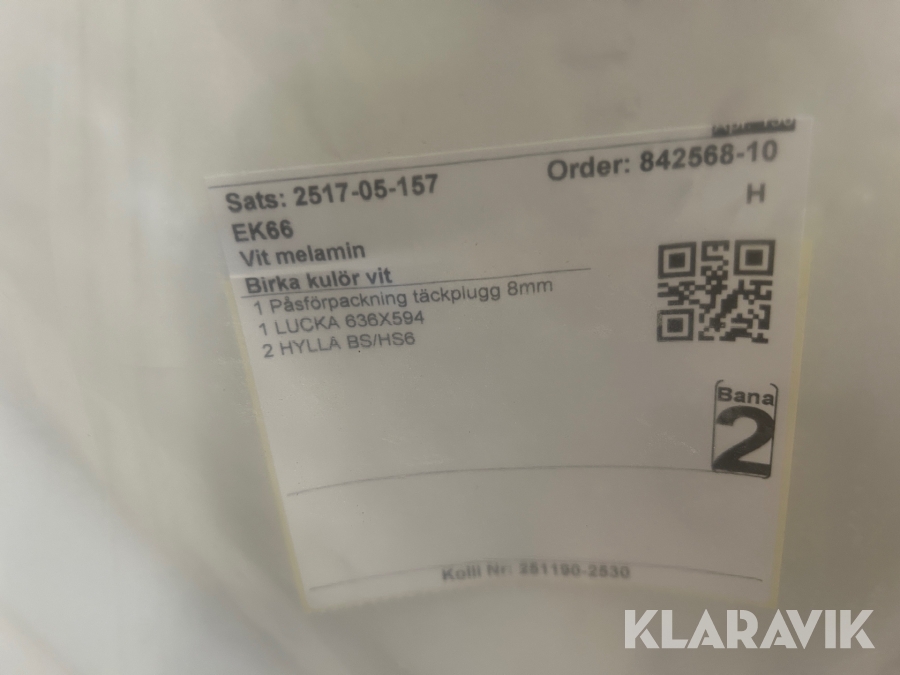 Sats: 2517-05-157
Order: 842568-10
H
EK66
Vit melamin
Birka kulör vit
1 Påsförpackning täckplugg 8mm
1 LUCKA 636X594
2 HYLLA BS/HS6
Bana
2
Kolli Nr: 251190-2530
KLARAVIK